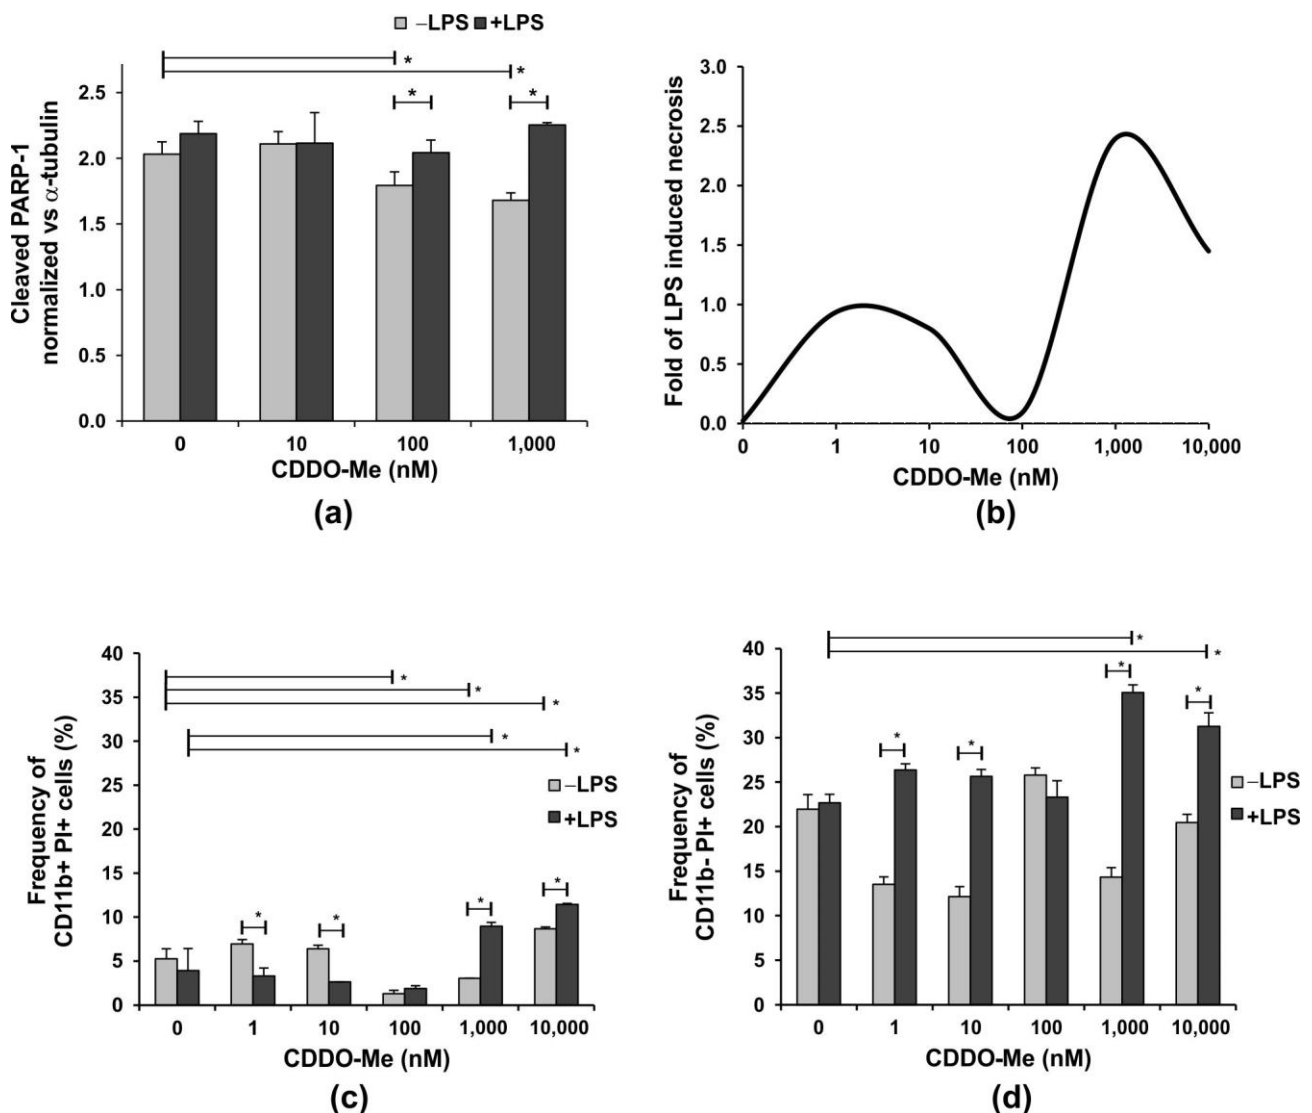 −LPS +LPS
* *
* *
2.5
2.0
1.5
1.0
0.5
0.0
Cleaved PARP-1
normalized vs α-tubulin
0 10 100 1,000
CDDO-Me (nM)
(a)
3.0
2.5
2.0
1.5
1.0
0.5
0.0
Fold of LPS induced necrosis
0 1 10 100 1,000 10,000
CDDO-Me (nM)
(b)
40
35
30
25
20
15
10
5
0
Frequency of
CD11b+ PI+ cells (%)
* * *
* *
* * * *
−LPS
+LPS
0 1 10 100 1,000 10,000
CDDO-Me (nM)
(c)
40
35
30
25
20
15
10
5
0
Frequency of
CD11b- PI+ cells (%)
* *
* * * *
−LPS
+LPS
0 1 10 100 1,000 10,000
CDDO-Me (nM)
(d)